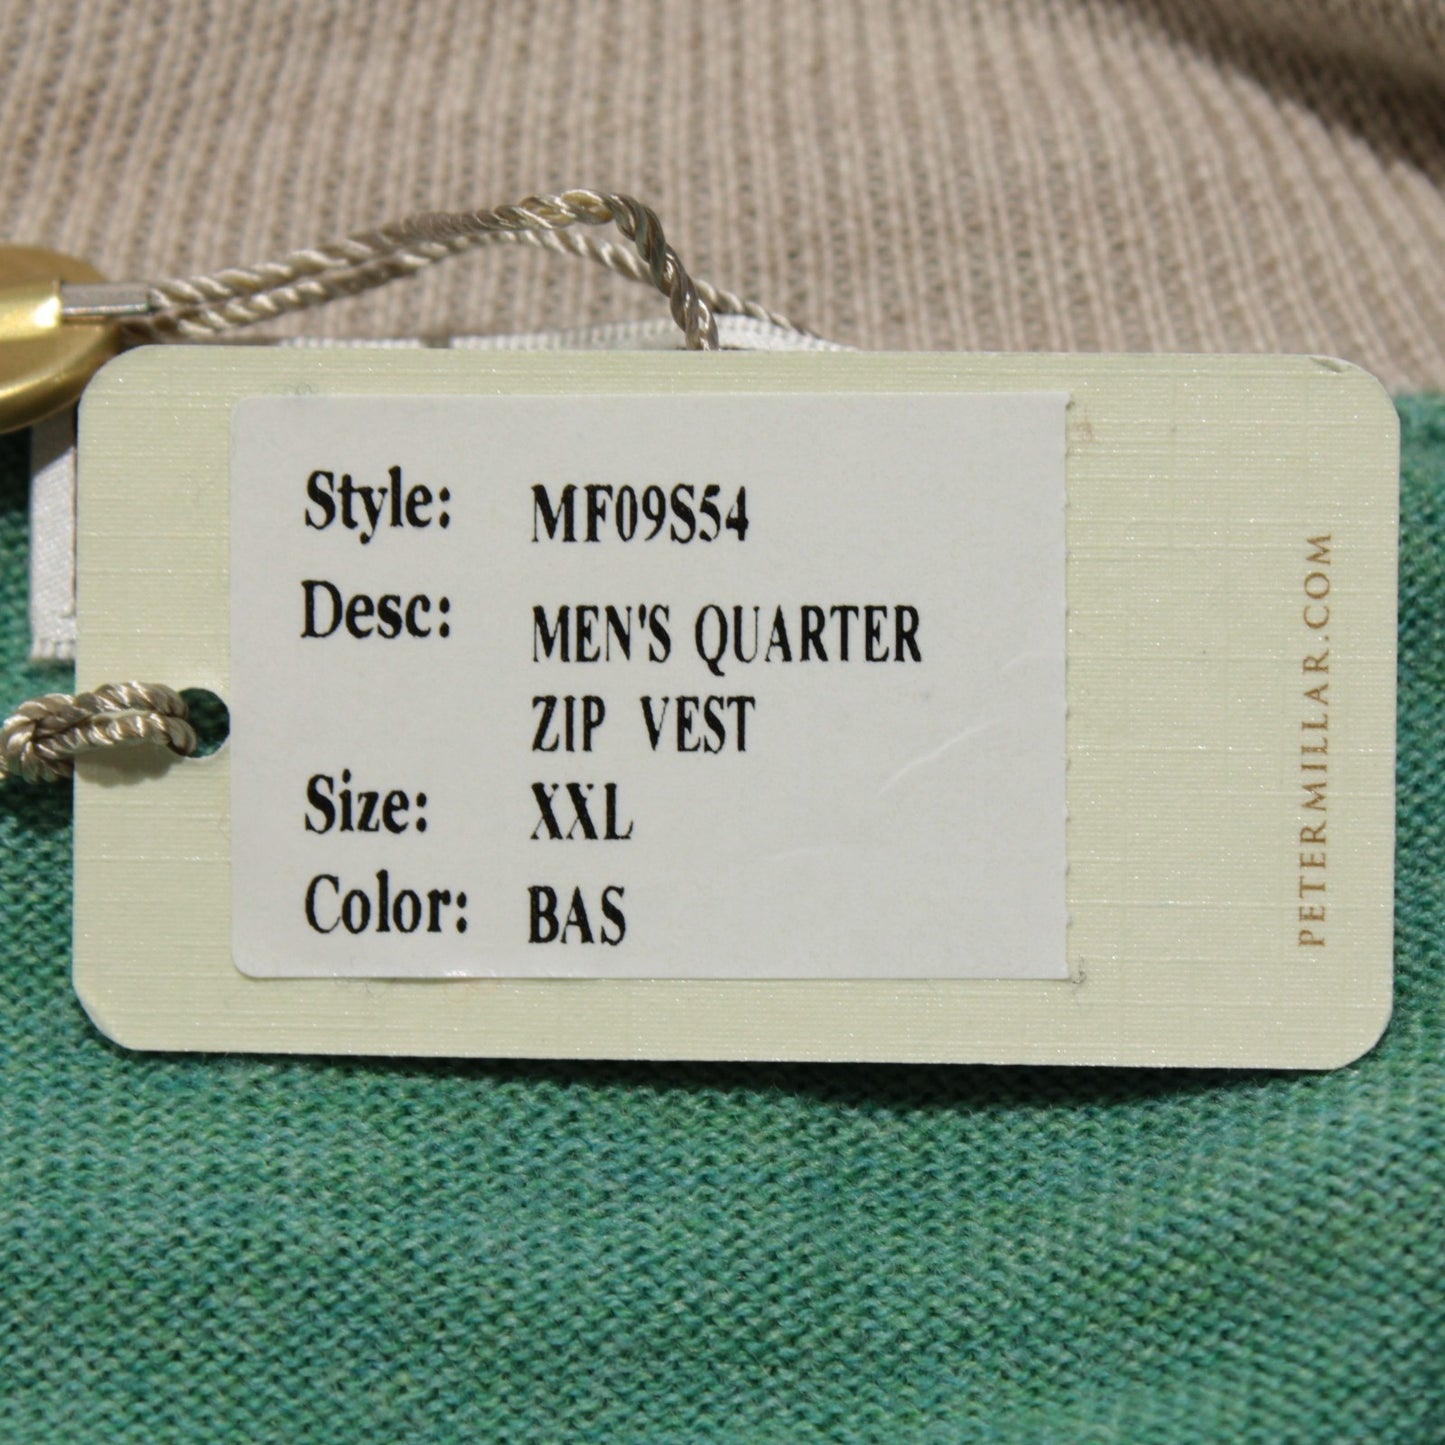 Style: MF09S54
Desc: MEN'S QUARTER
ZIP VEST
Size: XXL
Color: BAS
PETERMILLAR.COM